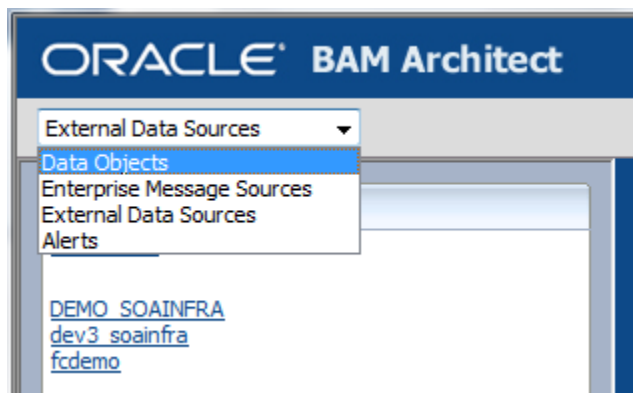 ORACLE BAM Architect
External Data Sources
Data Objects
Enterprise Message Sources
External Data Sources
Alerts
DEMO_SOAINFRA
dev3_soainfra
fcdemo